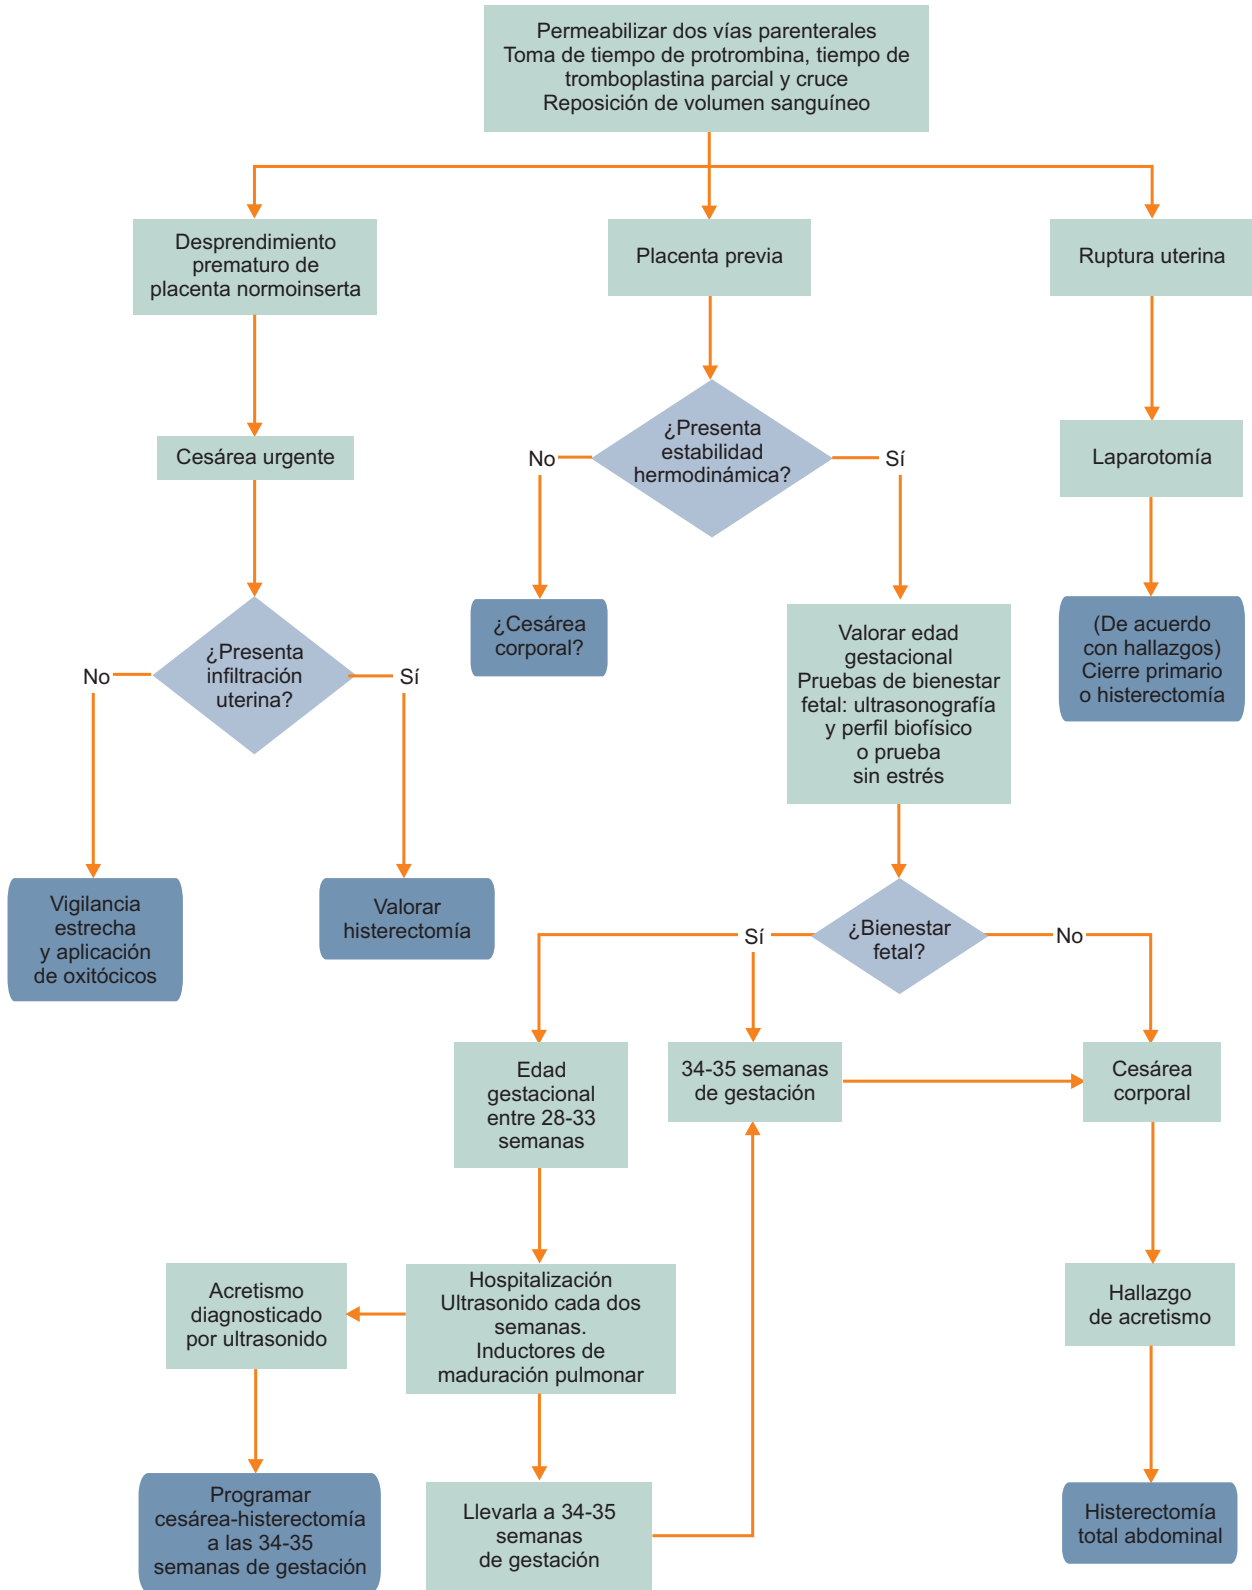 Permeabilizar dos vías parenterales
Toma de tiempo de protrombina, tiempo de
tromboplastina parcial y cruce
Reposición de volumen sanguíneo
Desprendimiento
prematuro de
placenta normoinserta
Placenta previa
Ruptura uterina
Cesárea urgente
¿Presenta
estabilidad
hermodinámica?
No
Sí
Laparotomía
¿Presenta
infiltración
uterina?
No
Sí
¿Cesárea
corporal?
Valorar edad
gestacional
Pruebas de bienestar
fetal: ultrasonografía
y perfil biofísico
o prueba
sin estrés
(De acuerdo
con hallazgos)
Cierre primario
o histerectomía
Vigilancia
estrecha
y aplicación
de oxitócicos
Valorar
histerectomía
¿Bienestar
fetal?
Sí
No
Edad
gestacional
entre 28-33
semanas
34-35 semanas
de gestación
Cesárea
corporal
Acretismo
diagnosticado
por ultrasonido
Hospitalización
Ultrasonido cada dos
semanas.
Inductores de
maduración pulmonar
Hallazgo
de acretismo
Programar
cesárea-histerectomía
a las 34-35
semanas de gestación
Llevarla a 34-35
semanas
de gestación
Histerectomía
total abdominal